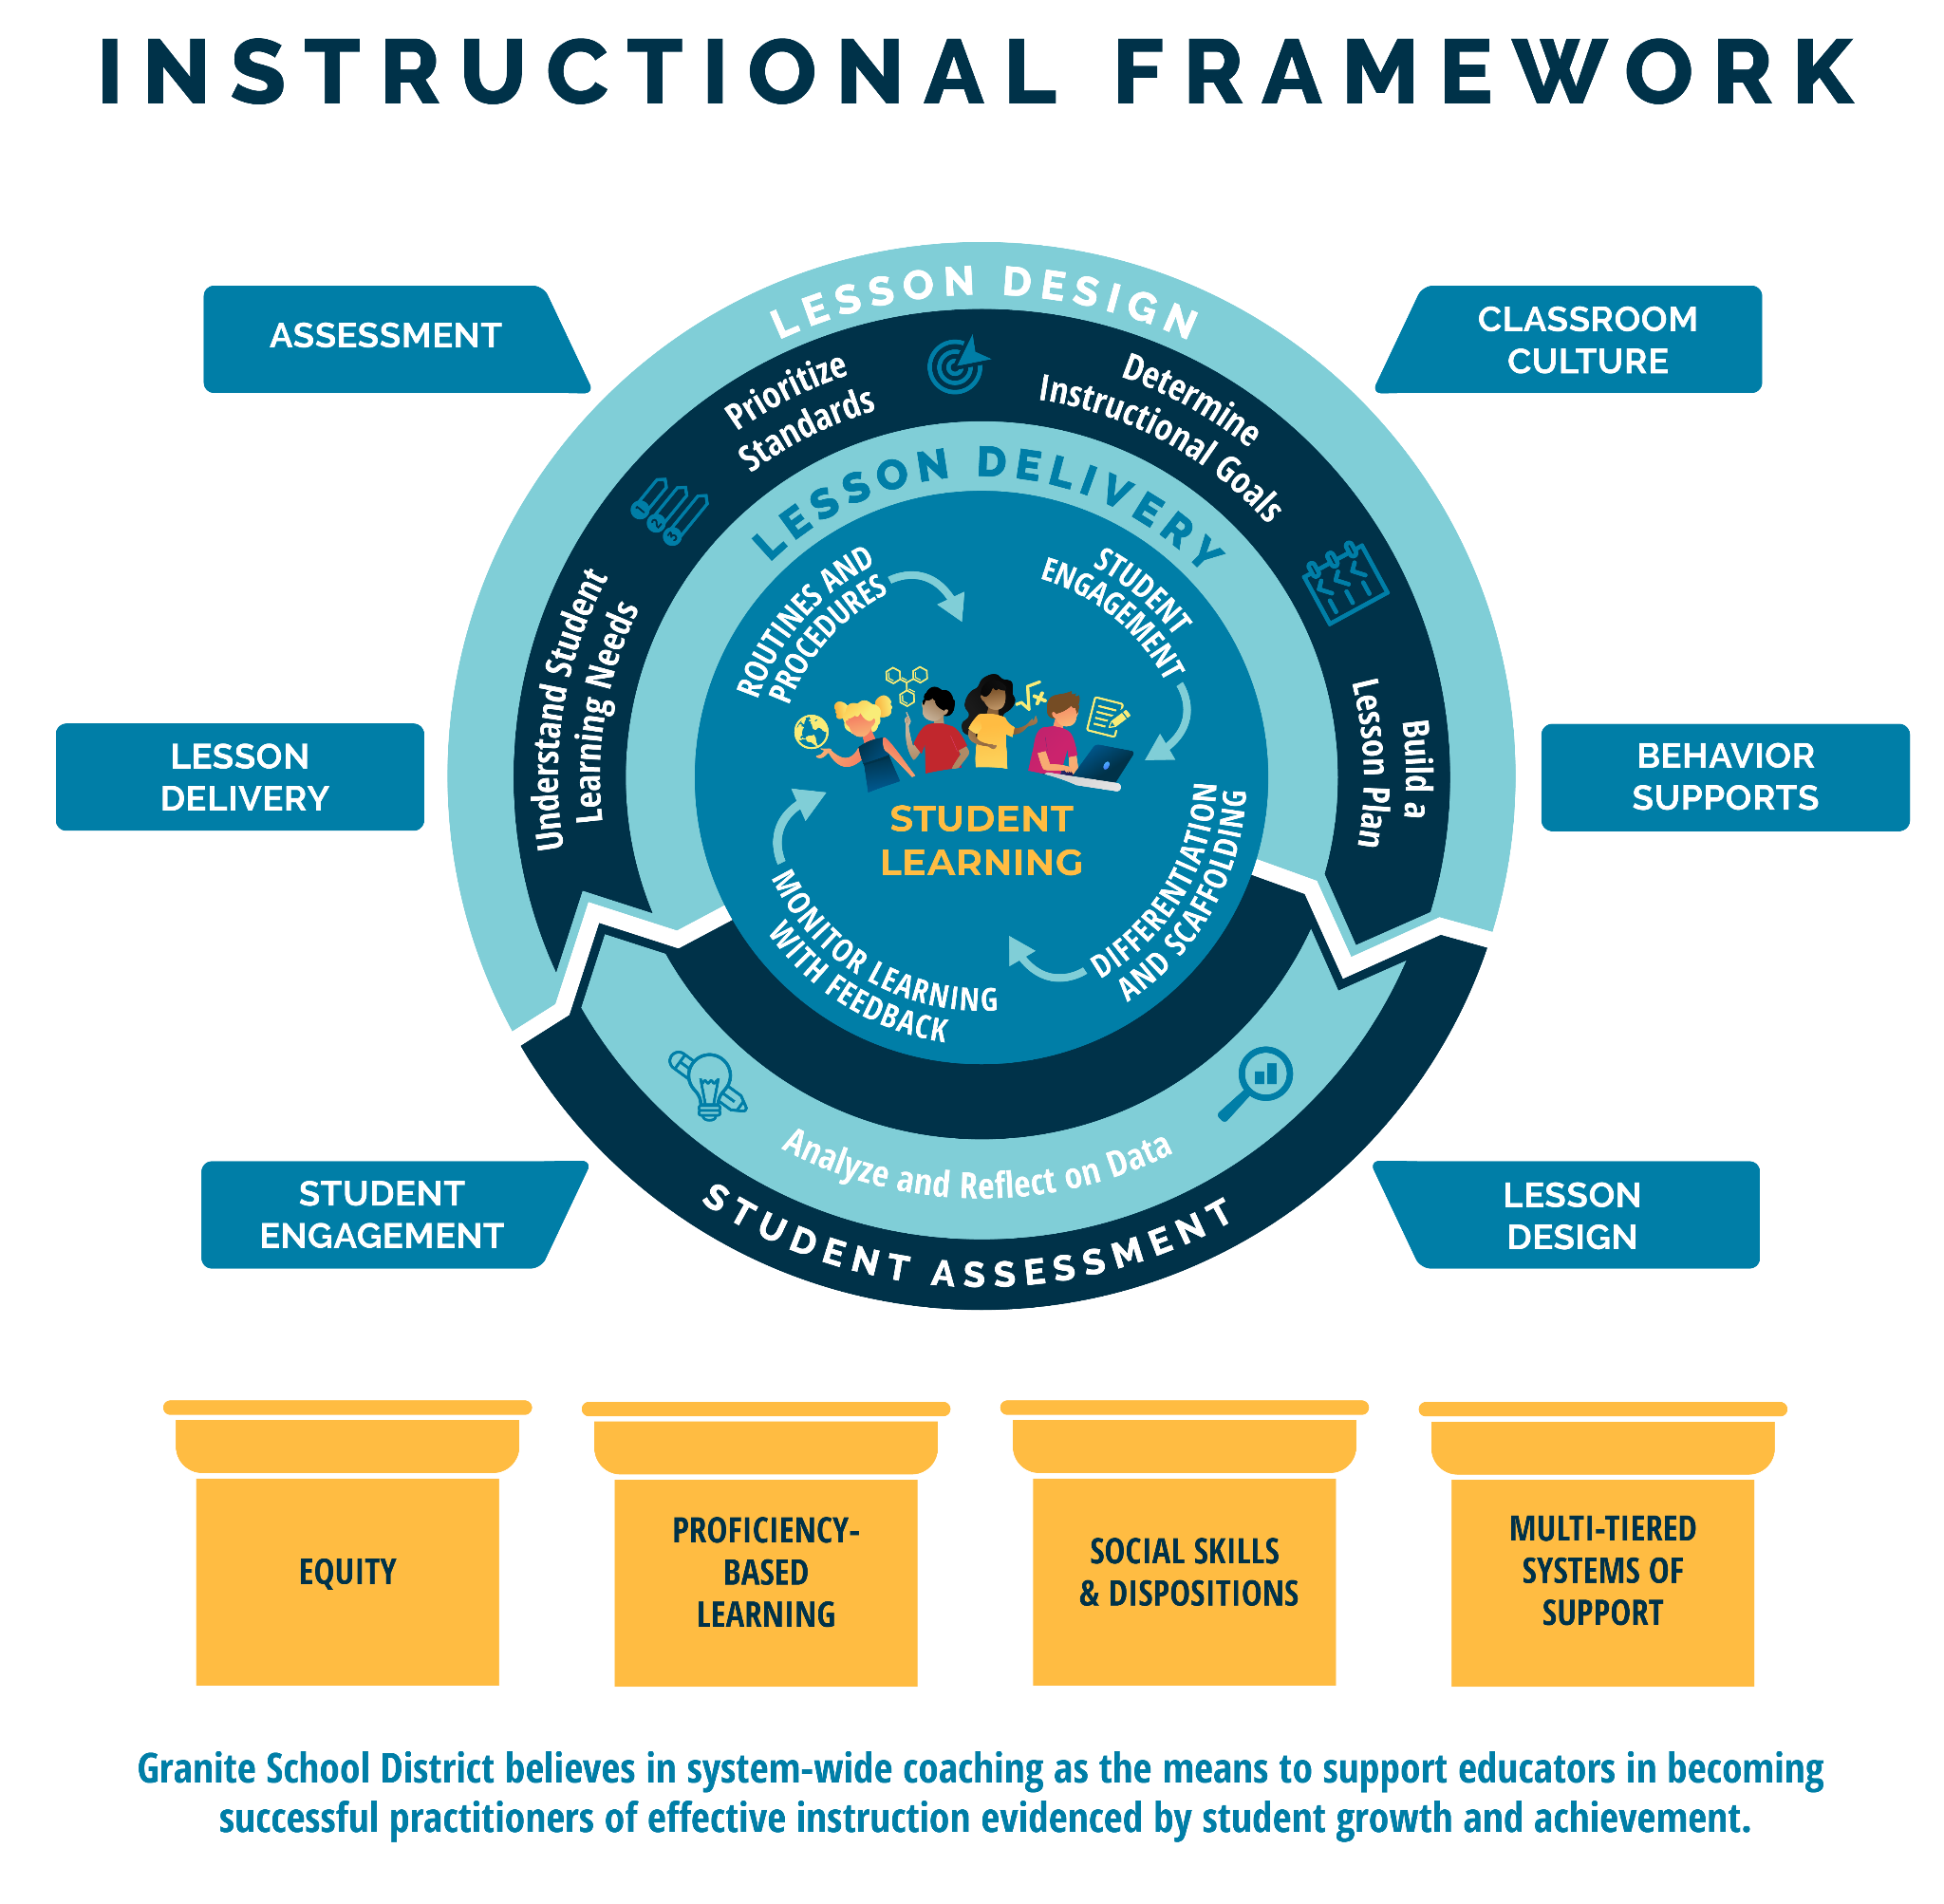 INSTRUCTIONAL FRAMEWORK
ASSESSMENT
CLASSROOM
CULTURE
LESSON
DELIVERY
BEHAVIOR
SUPPORTS
STUDENT
ENGAGEMENT
LESSON
DESIGN
LESSON DESIGN
Understand Student
Learning Needs
1
2
3
Prioritize
Standards
Determine
Instructional Goals
Build a
Lesson Plan
LESSON DELIVERY
ROUTINES AND
PROCEDURES
STUDENT
ENGAGEMENT
DIFFERENTIATION
AND SCAFFOLDING
MONITOR LEARNING
WITH FEEDBACK
√x
STUDENT
LEARNING
Analyze and Reflect on Data
STUDENT ASSESSMENT
EQUITY
PROFICIENCY-
BASED
LEARNING
SOCIAL SKILLS
& DISPOSITIONS
MULTI-TIERED
SYSTEMS OF
SUPPORT
Granite School District believes in system-wide coaching as the means to support educators in becoming
successful practitioners of effective instruction evidenced by student growth and achievement.